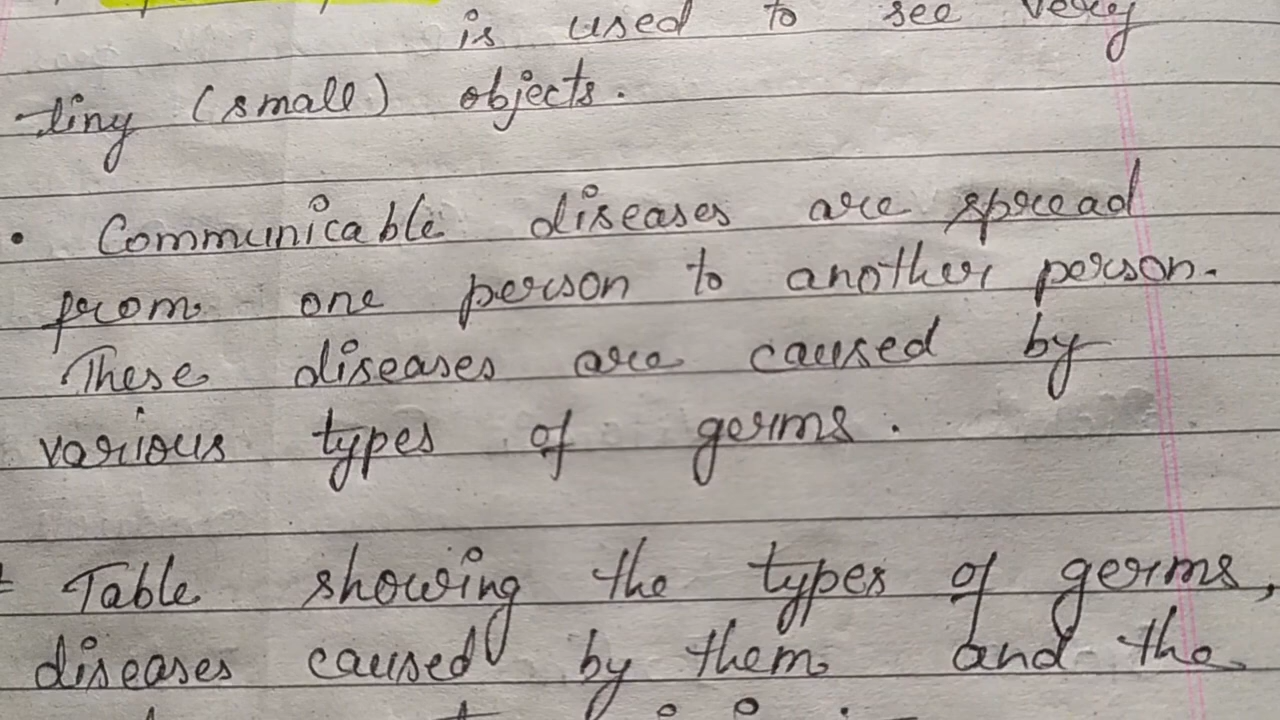 is used to see very
tiny (small) objects.
• Communicable diseases are spread
from one person to another person.
These diseases are caused by
various types of germs.
Table showing the types of germs,
diseases caused by them and the